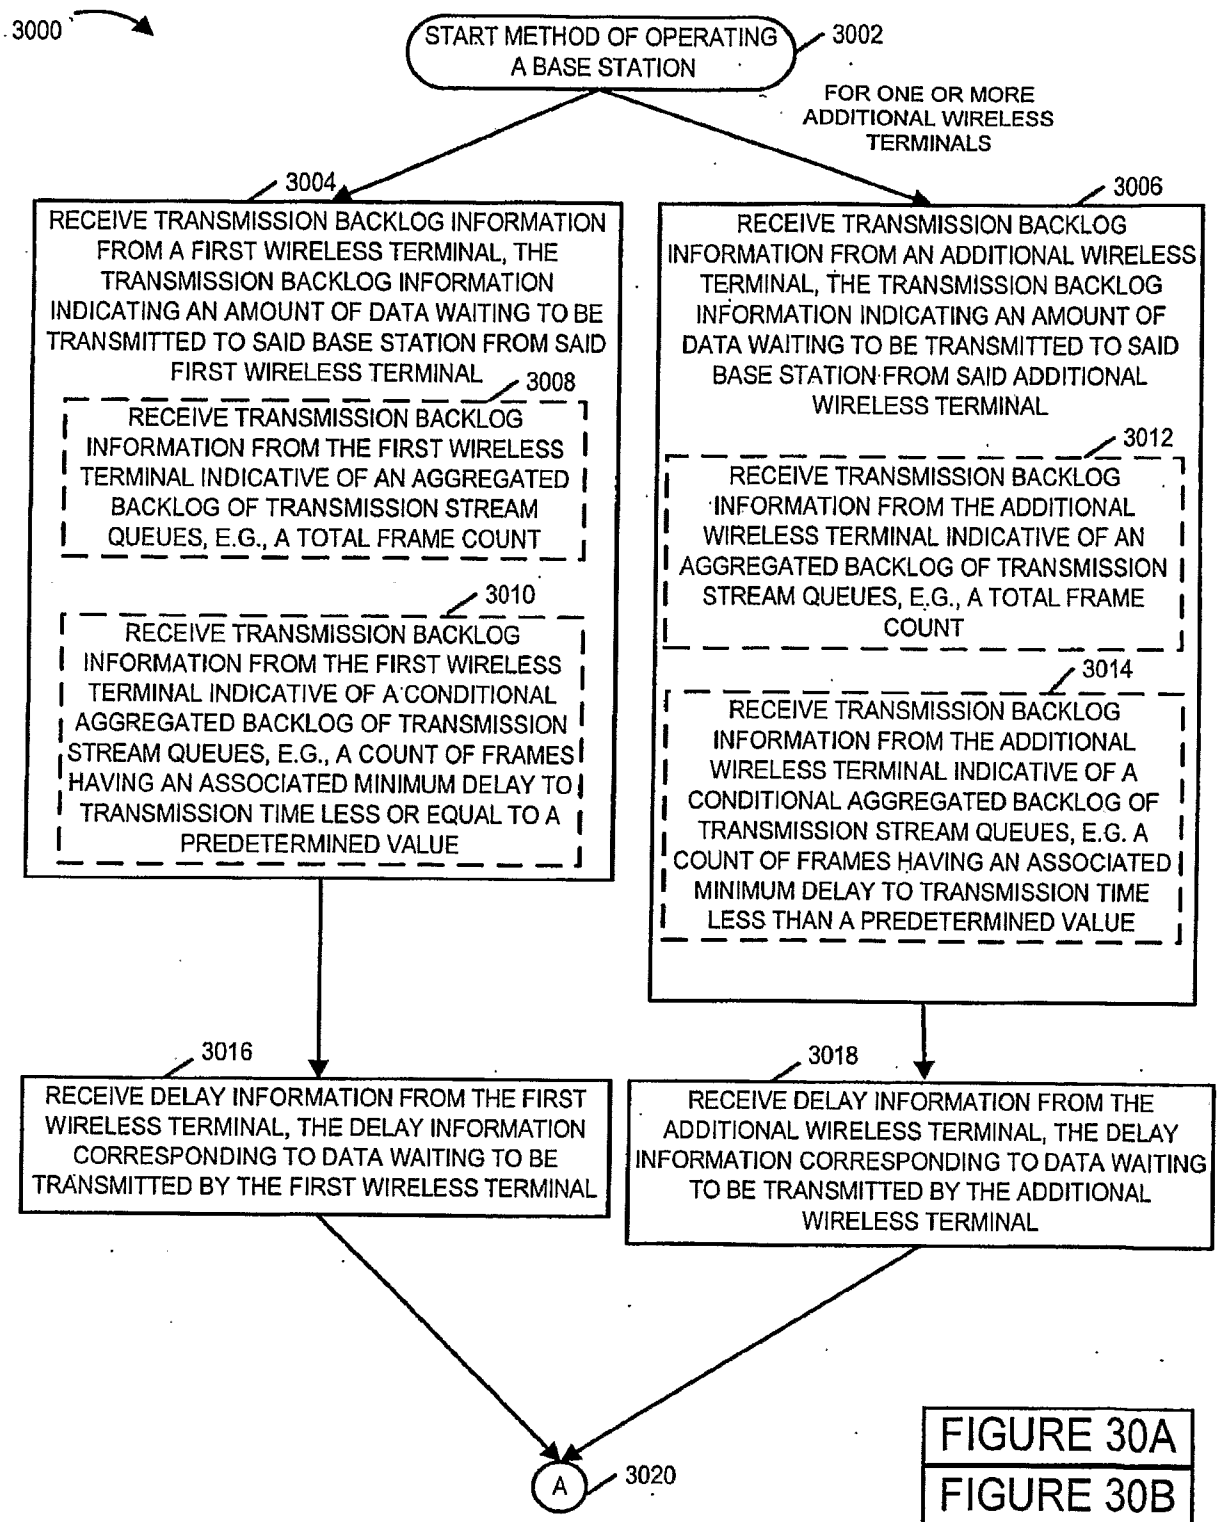 3000
START METHOD OF OPERATING
A BASE STATION
3002
FOR ONE OR MORE
ADDITIONAL WIRELESS
TERMINALS
3004
RECEIVE TRANSMISSION BACKLOG INFORMATION
FROM A FIRST WIRELESS TERMINAL, THE
TRANSMISSION BACKLOG INFORMATION
INDICATING AN AMOUNT OF DATA WAITING TO BE
TRANSMITTED TO SAID BASE STATION FROM SAID
FIRST WIRELESS TERMINAL
3008
RECEIVE TRANSMISSION BACKLOG
INFORMATION FROM THE FIRST WIRELESS
TERMINAL INDICATIVE OF AN AGGREGATED
BACKLOG OF TRANSMISSION STREAM
QUEUES, E.G., A TOTAL FRAME COUNT
3010
RECEIVE TRANSMISSION BACKLOG
INFORMATION FROM THE FIRST WIRELESS
TERMINAL INDICATIVE OF A CONDITIONAL
AGGREGATED BACKLOG OF TRANSMISSION
STREAM QUEUES, E.G., A COUNT OF FRAMES
HAVING AN ASSOCIATED MINIMUM DELAY TO
TRANSMISSION TIME LESS OR EQUAL TO A
PREDETERMINED VALUE
3006
RECEIVE TRANSMISSION BACKLOG
INFORMATION FROM AN ADDITIONAL WIRELESS
TERMINAL, THE TRANSMISSION BACKLOG
INFORMATION INDICATING AN AMOUNT OF
DATA WAITING TO BE TRANSMITTED TO SAID
BASE STATION FROM SAID ADDITIONAL
WIRELESS TERMINAL
3012
RECEIVE TRANSMISSION BACKLOG
INFORMATION FROM THE ADDITIONAL
WIRELESS TERMINAL INDICATIVE OF AN
AGGREGATED BACKLOG OF TRANSMISSION
STREAM QUEUES, E.G., A TOTAL FRAME
COUNT
3014
RECEIVE TRANSMISSION BACKLOG
INFORMATION FROM THE ADDITIONAL
WIRELESS TERMINAL INDICATIVE OF A
CONDITIONAL AGGREGATED BACKLOG OF
TRANSMISSION STREAM QUEUES, E.G. A
COUNT OF FRAMES HAVING AN ASSOCIATED
MINIMUM DELAY TO TRANSMISSION TIME
LESS THAN A PREDETERMINED VALUE
3016
RECEIVE DELAY INFORMATION FROM THE FIRST
WIRELESS TERMINAL, THE DELAY INFORMATION
CORRESPONDING TO DATA WAITING TO BE
TRANSMITTED BY THE FIRST WIRELESS TERMINAL
3018
RECEIVE DELAY INFORMATION FROM THE
ADDITIONAL WIRELESS TERMINAL, THE DELAY
INFORMATION CORRESPONDING TO DATA WAITING
TO BE TRANSMITTED BY THE ADDITIONAL
WIRELESS TERMINAL
A
3020
FIGURE 30A
FIGURE 30B